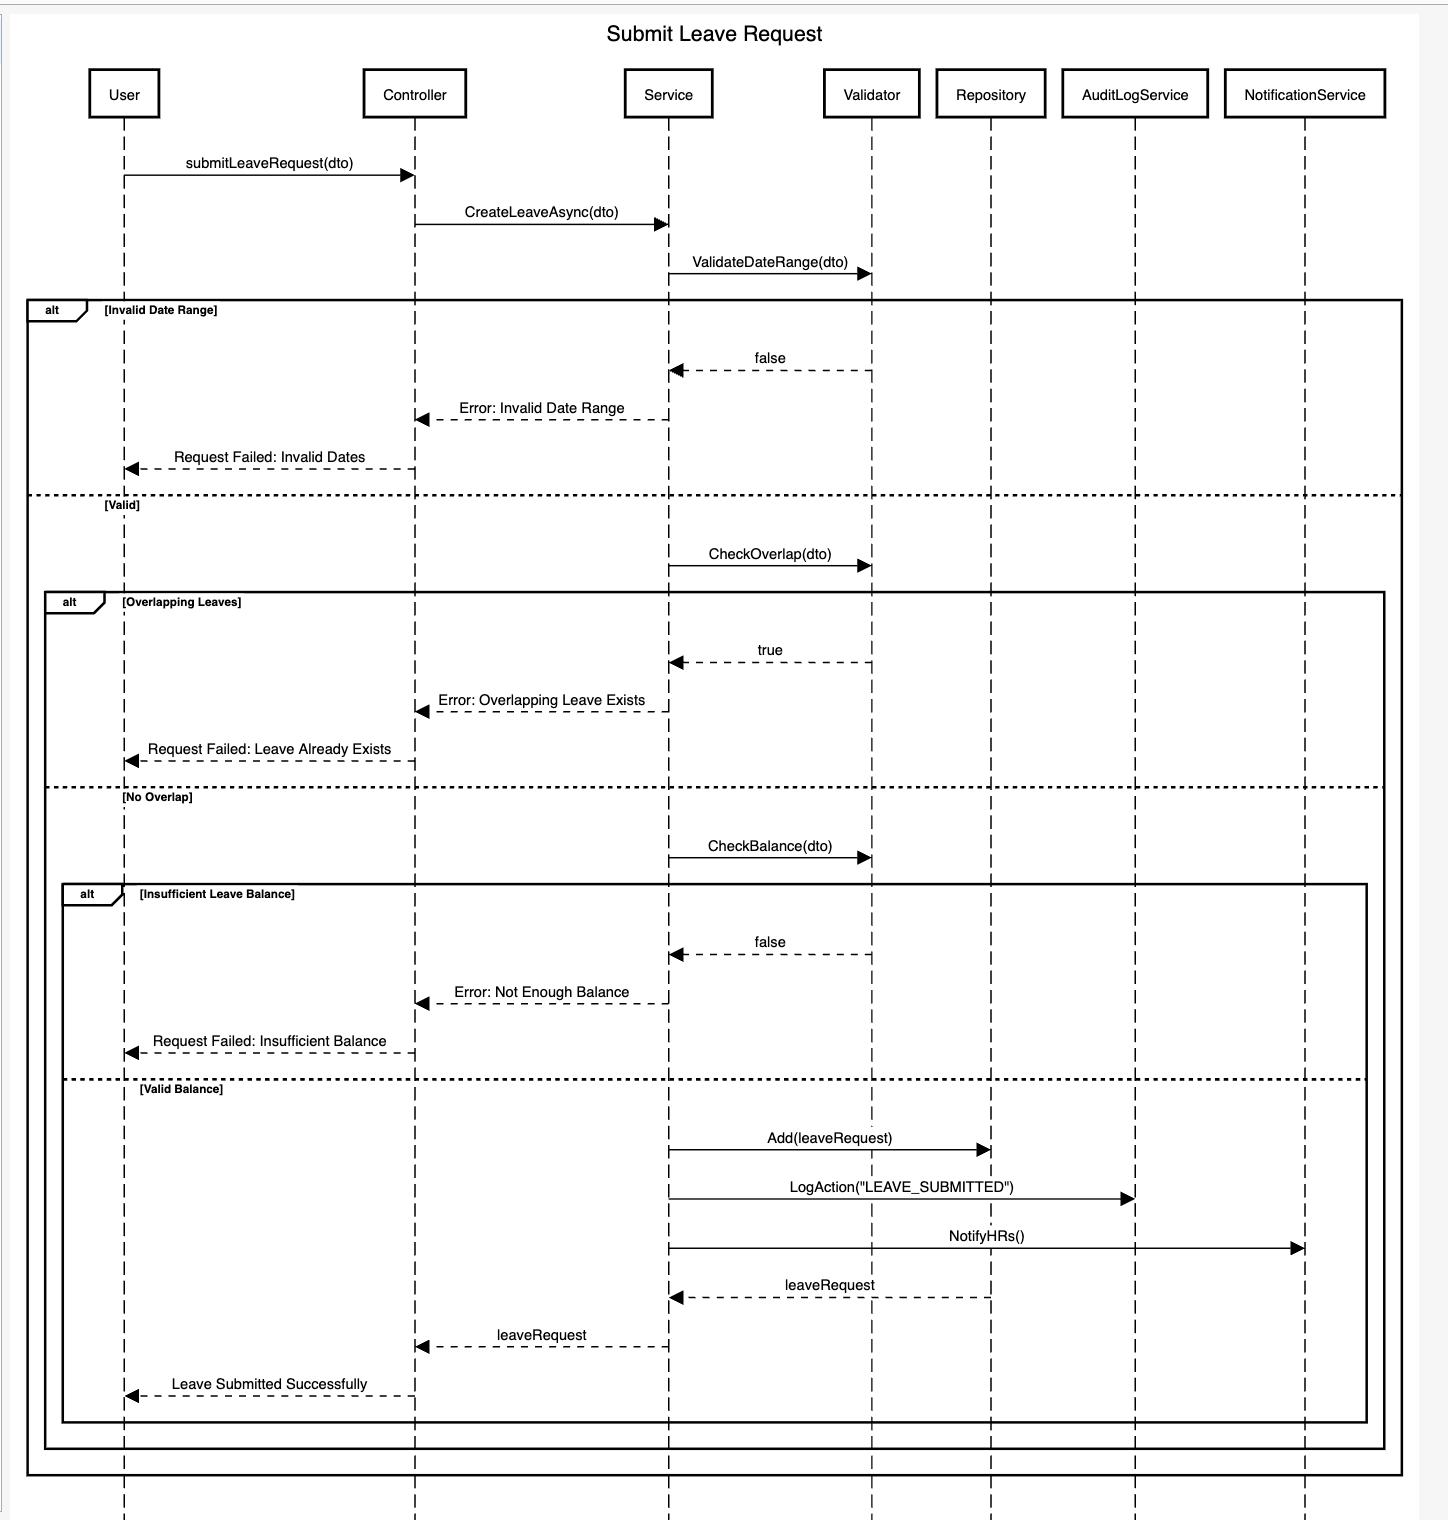 Submit Leave Request
User
Controller
Service
Validator
Repository
AuditLogService
NotificationService
submitLeaveRequest(dto)
CreateLeaveAsync(dto)
ValidateDateRange(dto)
alt
[Invalid Date Range]
false
Error: Invalid Date Range
Request Failed: Invalid Dates
[Valid]
CheckOverlap(dto)
alt
[Overlapping Leaves]
true
Error: Overlapping Leave Exists
Request Failed: Leave Already Exists
[No Overlap]
CheckBalance(dto)
alt
[Insufficient Leave Balance]
false
Error: Not Enough Balance
Request Failed: Insufficient Balance
[Valid Balance]
Add(leaveRequest)
LogAction("LEAVE_SUBMITTED")
NotifyHRs()
leaveRequest
leaveRequest
Leave Submitted Successfully